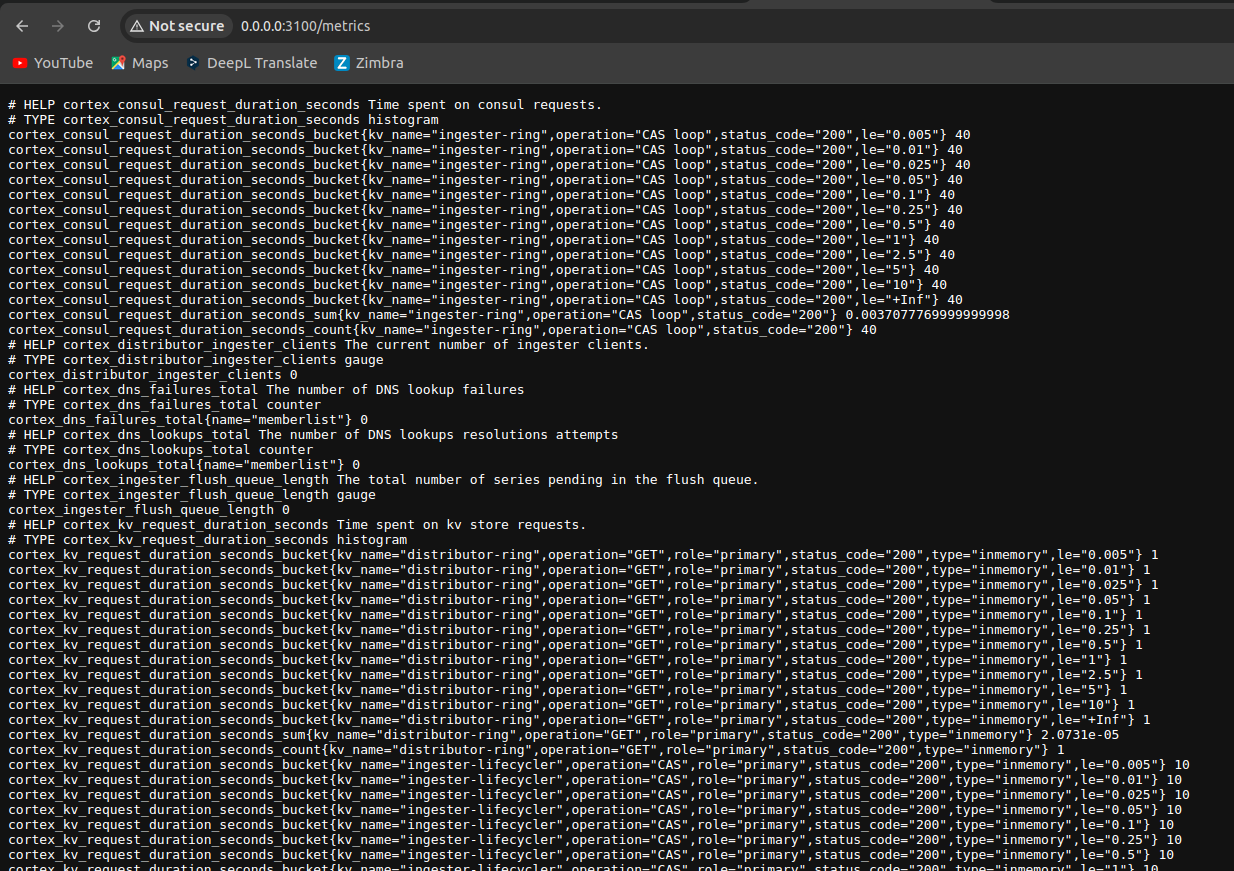 Not secure 0.0.0.0:3100/metrics
YouTube Maps DeepL Translate Zimbra
# HELP cortex_consul_request_duration_seconds Time spent on consul requests.
# TYPE cortex_consul_request_duration_seconds histogram
cortex_consul_request_duration_seconds_bucket{kv_name="ingester-ring",operation="CAS loop",status_code="200",le="0.005"} 40
cortex_consul_request_duration_seconds_bucket{kv_name="ingester-ring",operation="CAS loop",status_code="200",le="0.01"} 40
cortex_consul_request_duration_seconds_bucket{kv_name="ingester-ring",operation="CAS loop",status_code="200",le="0.025"} 40
cortex_consul_request_duration_seconds_bucket{kv_name="ingester-ring",operation="CAS loop",status_code="200",le="0.05"} 40
cortex_consul_request_duration_seconds_bucket{kv_name="ingester-ring",operation="CAS loop",status_code="200",le="0.1"} 40
cortex_consul_request_duration_seconds_bucket{kv_name="ingester-ring",operation="CAS loop",status_code="200",le="0.25"} 40
cortex_consul_request_duration_seconds_bucket{kv_name="ingester-ring",operation="CAS loop",status_code="200",le="0.5"} 40
cortex_consul_request_duration_seconds_bucket{kv_name="ingester-ring",operation="CAS loop",status_code="200",le="1"} 40
cortex_consul_request_duration_seconds_bucket{kv_name="ingester-ring",operation="CAS loop",status_code="200",le="2.5"} 40
cortex_consul_request_duration_seconds_bucket{kv_name="ingester-ring",operation="CAS loop",status_code="200",le="5"} 40
cortex_consul_request_duration_seconds_bucket{kv_name="ingester-ring",operation="CAS loop",status_code="200",le="10"} 40
cortex_consul_request_duration_seconds_bucket{kv_name="ingester-ring",operation="CAS loop",status_code="200",le="+Inf"} 40
cortex_consul_request_duration_seconds_sum{kv_name="ingester-ring",operation="CAS loop",status_code="200"} 0.0037077769999999998
cortex_consul_request_duration_seconds_count{kv_name="ingester-ring",operation="CAS loop",status_code="200"} 40
# HELP cortex_distributor_ingester_clients The current number of ingester clients.
# TYPE cortex_distributor_ingester_clients gauge
cortex_distributor_ingester_clients 0
# HELP cortex_dns_failures_total The number of DNS lookup failures
# TYPE cortex_dns_failures_total counter
cortex_dns_failures_total{name="memberlist"} 0
# HELP cortex_dns_lookups_total The number of DNS lookups resolutions attempts
# TYPE cortex_dns_lookups_total counter
cortex_dns_lookups_total{name="memberlist"} 0
# HELP cortex_ingester_flush_queue_length The total number of series pending in the flush queue.
# TYPE cortex_ingester_flush_queue_length gauge
cortex_ingester_flush_queue_length 0
# HELP cortex_kv_request_duration_seconds Time spent on kv store requests.
# TYPE cortex_kv_request_duration_seconds histogram
cortex_kv_request_duration_seconds_bucket{kv_name="distributor-ring",operation="GET",role="primary",status_code="200",type="inmemory",le="0.005"} 1
cortex_kv_request_duration_seconds_bucket{kv_name="distributor-ring",operation="GET",role="primary",status_code="200",type="inmemory",le="0.01"} 1
cortex_kv_request_duration_seconds_bucket{kv_name="distributor-ring",operation="GET",role="primary",status_code="200",type="inmemory",le="0.025"} 1
cortex_kv_request_duration_seconds_bucket{kv_name="distributor-ring",operation="GET",role="primary",status_code="200",type="inmemory",le="0.05"} 1
cortex_kv_request_duration_seconds_bucket{kv_name="distributor-ring",operation="GET",role="primary",status_code="200",type="inmemory",le="0.1"} 1
cortex_kv_request_duration_seconds_bucket{kv_name="distributor-ring",operation="GET",role="primary",status_code="200",type="inmemory",le="0.25"} 1
cortex_kv_request_duration_seconds_bucket{kv_name="distributor-ring",operation="GET",role="primary",status_code="200",type="inmemory",le="0.5"} 1
cortex_kv_request_duration_seconds_bucket{kv_name="distributor-ring",operation="GET",role="primary",status_code="200",type="inmemory",le="1"} 1
cortex_kv_request_duration_seconds_bucket{kv_name="distributor-ring",operation="GET",role="primary",status_code="200",type="inmemory",le="2.5"} 1
cortex_kv_request_duration_seconds_bucket{kv_name="distributor-ring",operation="GET",role="primary",status_code="200",type="inmemory",le="5"} 1
cortex_kv_request_duration_seconds_bucket{kv_name="distributor-ring",operation="GET",role="primary",status_code="200",type="inmemory",le="10"} 1
cortex_kv_request_duration_seconds_bucket{kv_name="distributor-ring",operation="GET",role="primary",status_code="200",type="inmemory",le="+Inf"} 1
cortex_kv_request_duration_seconds_sum{kv_name="distributor-ring",operation="GET",role="primary",status_code="200",type="inmemory"} 2.0731e-05
cortex_kv_request_duration_seconds_count{kv_name="distributor-ring",operation="GET",role="primary",status_code="200",type="inmemory"} 1
cortex_kv_request_duration_seconds_bucket{kv_name="ingester-lifecycler",operation="CAS",role="primary",status_code="200",type="inmemory",le="0.005"} 10
cortex_kv_request_duration_seconds_bucket{kv_name="ingester-lifecycler",operation="CAS",role="primary",status_code="200",type="inmemory",le="0.01"} 10
cortex_kv_request_duration_seconds_bucket{kv_name="ingester-lifecycler",operation="CAS",role="primary",status_code="200",type="inmemory",le="0.025"} 10
cortex_kv_request_duration_seconds_bucket{kv_name="ingester-lifecycler",operation="CAS",role="primary",status_code="200",type="inmemory",le="0.05"} 10
cortex_kv_request_duration_seconds_bucket{kv_name="ingester-lifecycler",operation="CAS",role="primary",status_code="200",type="inmemory",le="0.1"} 10
cortex_kv_request_duration_seconds_bucket{kv_name="ingester-lifecycler",operation="CAS",role="primary",status_code="200",type="inmemory",le="0.25"} 10
cortex_kv_request_duration_seconds_bucket{kv_name="ingester-lifecycler",operation="CAS",role="primary",status_code="200",type="inmemory",le="0.5"} 10
cortex_kv_request_duration_seconds_bucket{kv_name="ingester-lifecycler",operation="CAS",role="primary",status_code="200",type="inmemory",le="1"} 10